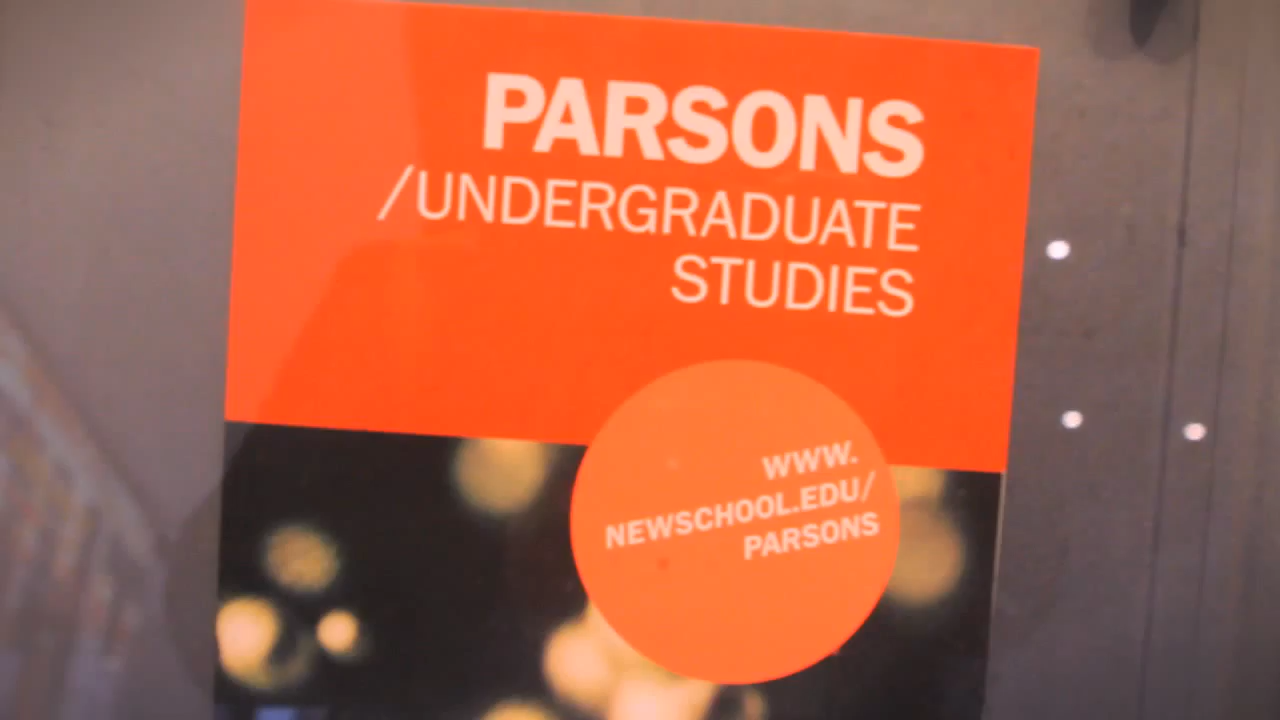 PARSONS
/UNDERGRADUATE
STUDIES
WWW.
NEWSCHOOL.EDU/
PARSONS